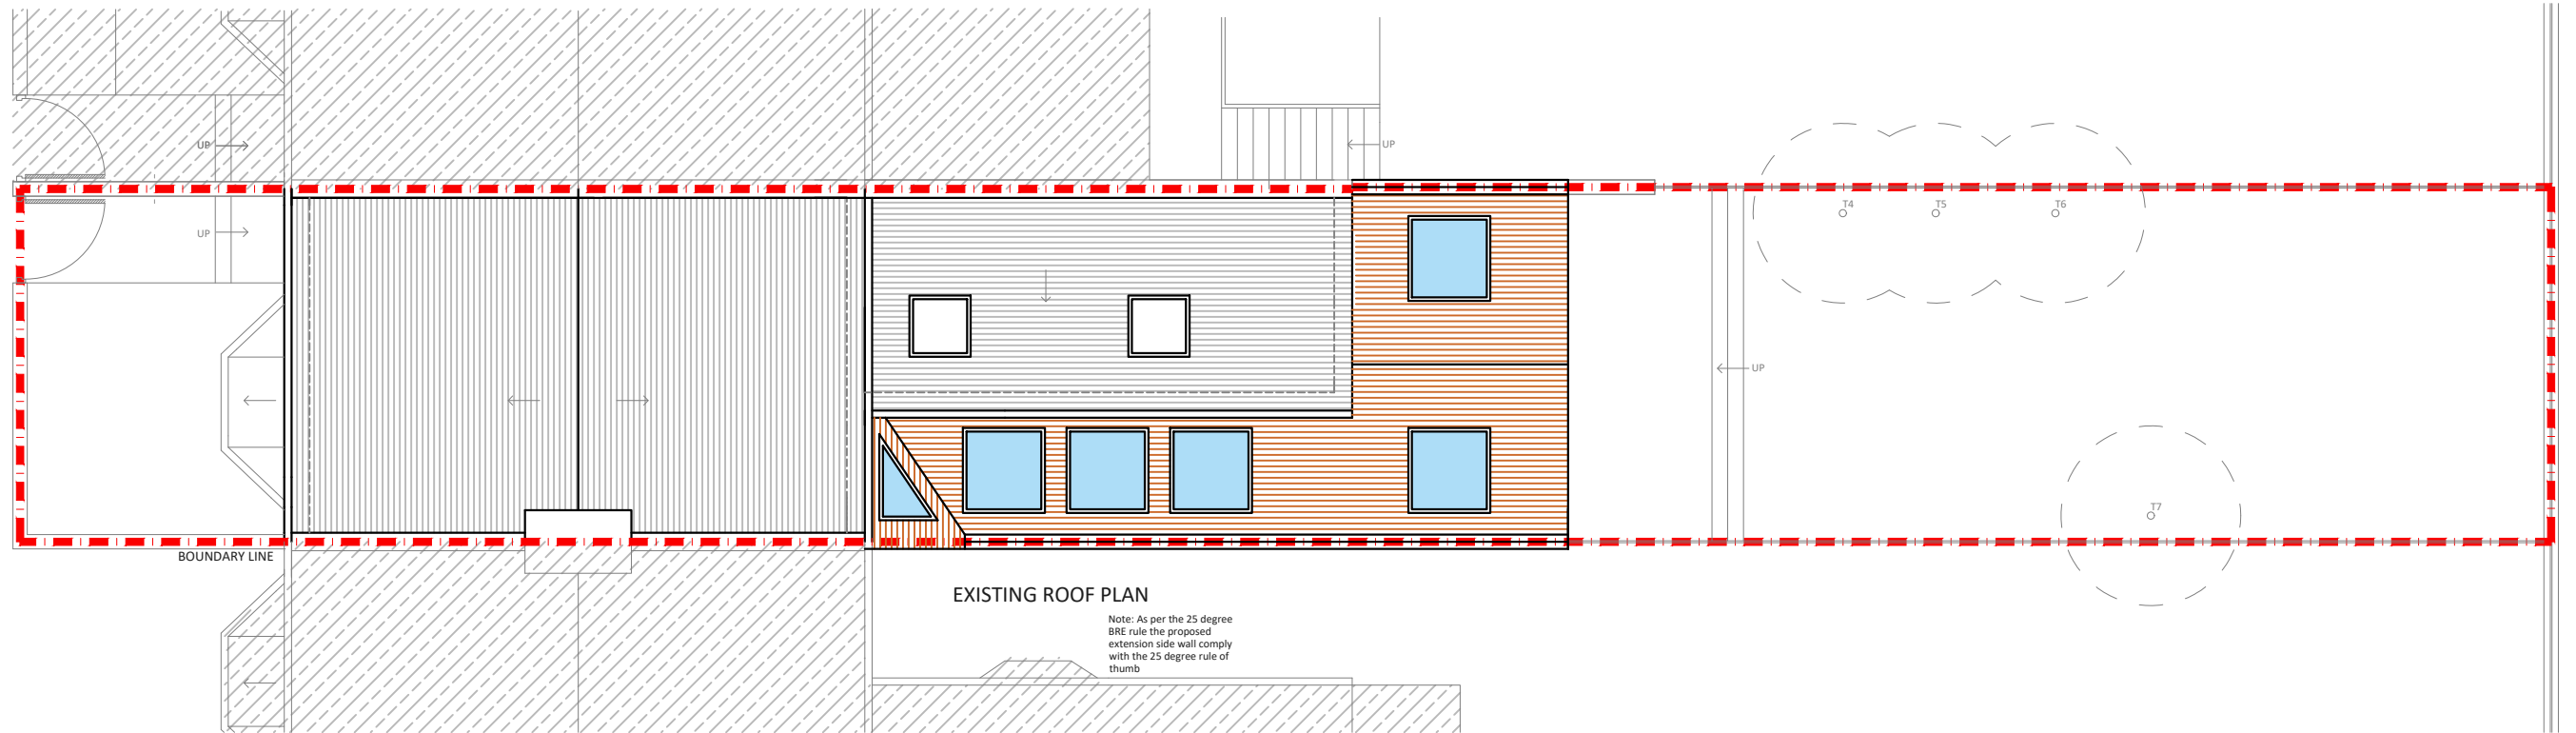 UP
UP
UP
T4
T5
T6
UP
T7
BOUNDARY LINE
EXISTING ROOF PLAN
Note: As per the 25 degree
BRE rule the proposed
extension side wall comply
with the 25 degree rule of
thumb